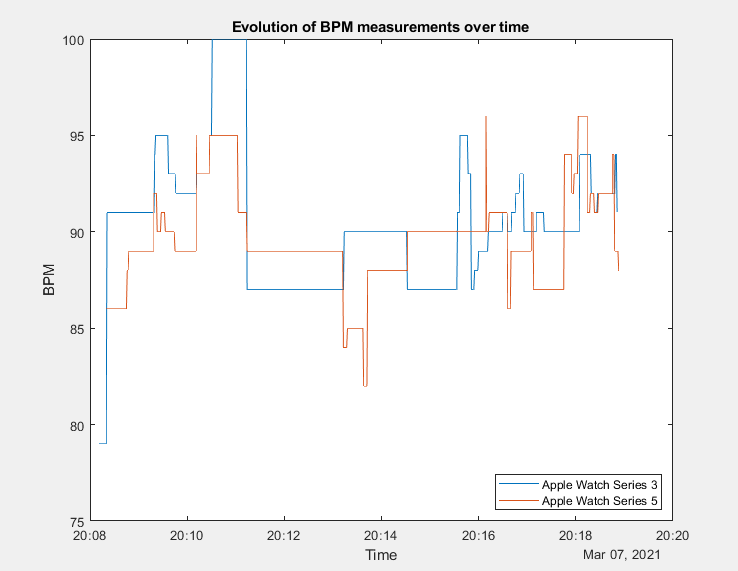 Evolution of BPM measurements over time
100
95
90
85
80
75
BPM
20:08 20:10 20:12 20:14 20:16 20:18 20:20
Time
Mar 07, 2021
Apple Watch Series 3
Apple Watch Series 5